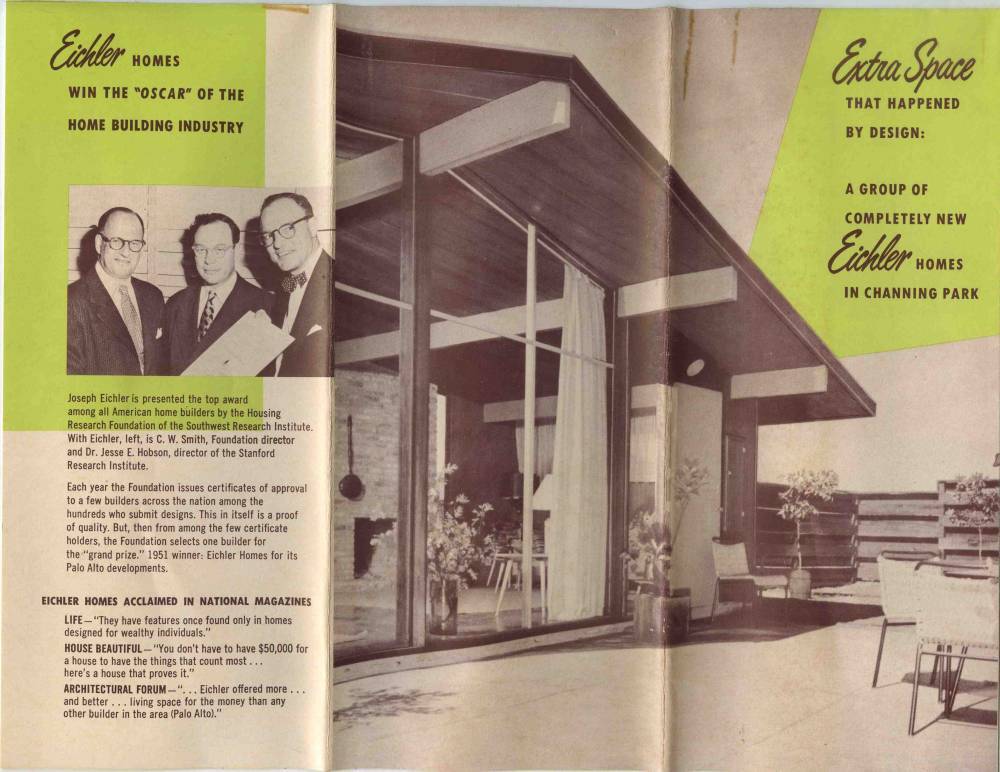 Eichler HOMES
WIN THE "OSCAR" OF THE
HOME BUILDING INDUSTRY
Joseph Eichler is presented the top award
among all American home builders by the Housing
Research Foundation of the Southwest Research Institute.
With Eichler, left, is C. W. Smith, Foundation director
and Dr. Jesse E. Hobson, director of the Stanford
Research Institute.
Each year the Foundation issues certificates of approval
to a few builders across the nation among the
hundreds who submit designs. This in itself is a proof
of quality. But, then from among the few certificate
holders, the Foundation selects one builder for
the "grand prize." 1951 winner: Eichler Homes for its
Palo Alto developments.
EICHLER HOMES ACCLAIMED IN NATIONAL MAGAZINES
LIFE—"They have features once found only in homes
designed for wealthy individuals."
HOUSE BEAUTIFUL—"You don't have to have $50,000 for
a house to have the things that count most . . .
here's a house that proves it."
ARCHITECTURAL FORUM—". . . Eichler offered more . . .
and better . . . living space for the money than any
other builder in the area (Palo Alto)."
Extra Space
THAT HAPPENED
BY DESIGN:
A GROUP OF
COMPLETELY NEW
Eichler HOMES
IN CHANNING PARK